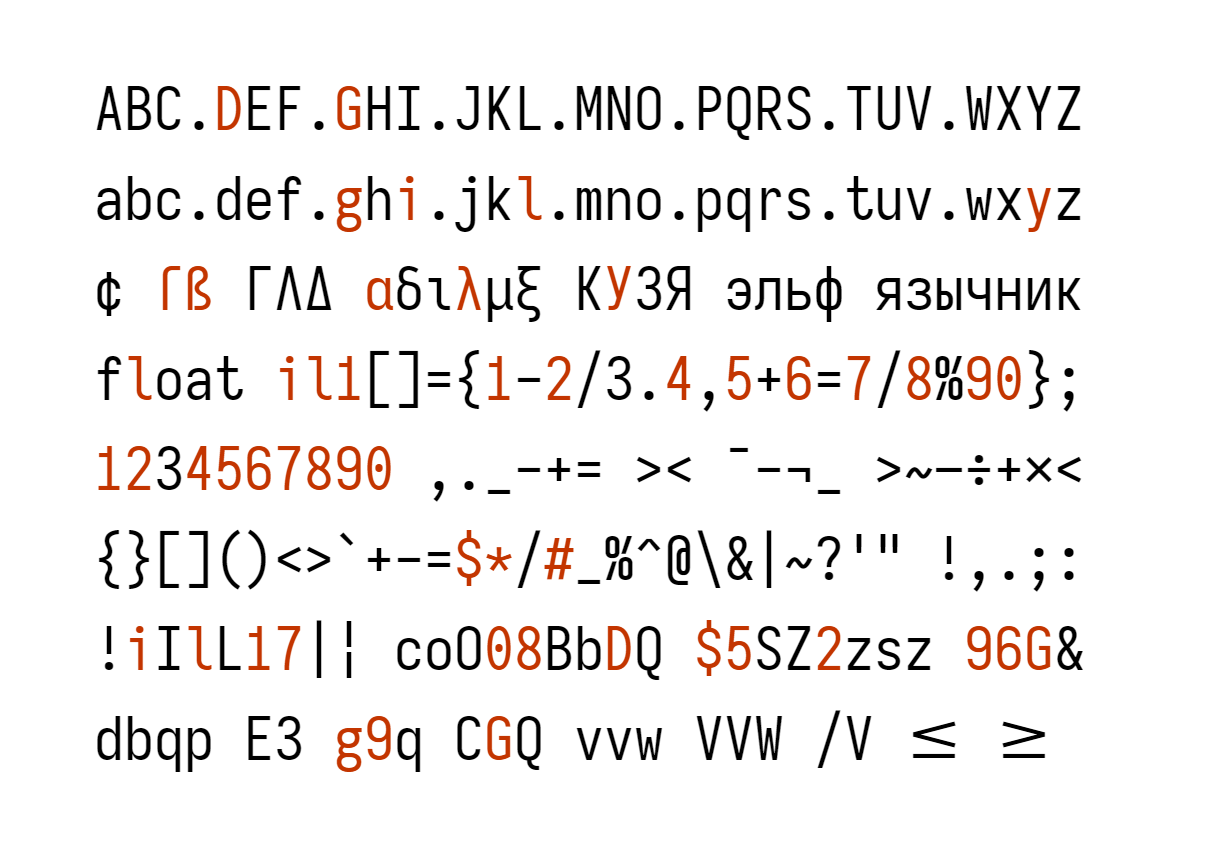 ABC.DEF.GHI.JKL.MNO.PQRS.TUV.WXYZ
abc.def.ghi.jkl.mno.pqrs.tuv.wxyz
¢ Γß ΓΛΔ αδιλμξ КУЗЯ эльф язычник
float il1[]={1-2/3.4,5+6=7/8%90};
1234567890 ,._-+= >< ¯-¬_ >~–÷+×<
{}[]()<>`+-=$*/#_%^@\&|~?'" !,.;:
!iIlL17|¦ coO08BbDQ $5SZ2zsz 96G&
dbqp E3 g9q CGQ vvw VVW /V ≤ ≥